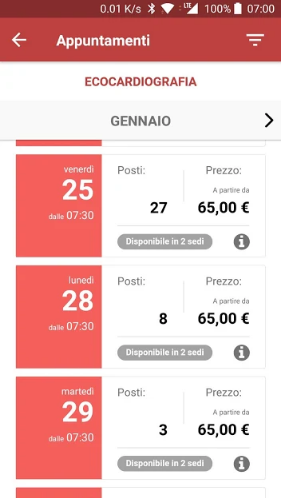 0.01 K/s LTE 100% 07:00
Appuntamenti
ECOCARDIOGRAFIA
GENNAIO
venerdì
25
dalle 07:30
Posti:
27
Prezzo:
A partire da
65,00 €
Disponibile in 2 sedi
lunedì
28
dalle 07:30
Posti:
8
Prezzo:
A partire da
65,00 €
Disponibile in 2 sedi
martedì
29
dalle 07:30
Posti:
3
Prezzo:
A partire da
65,00 €
Disponibile in 2 sedi